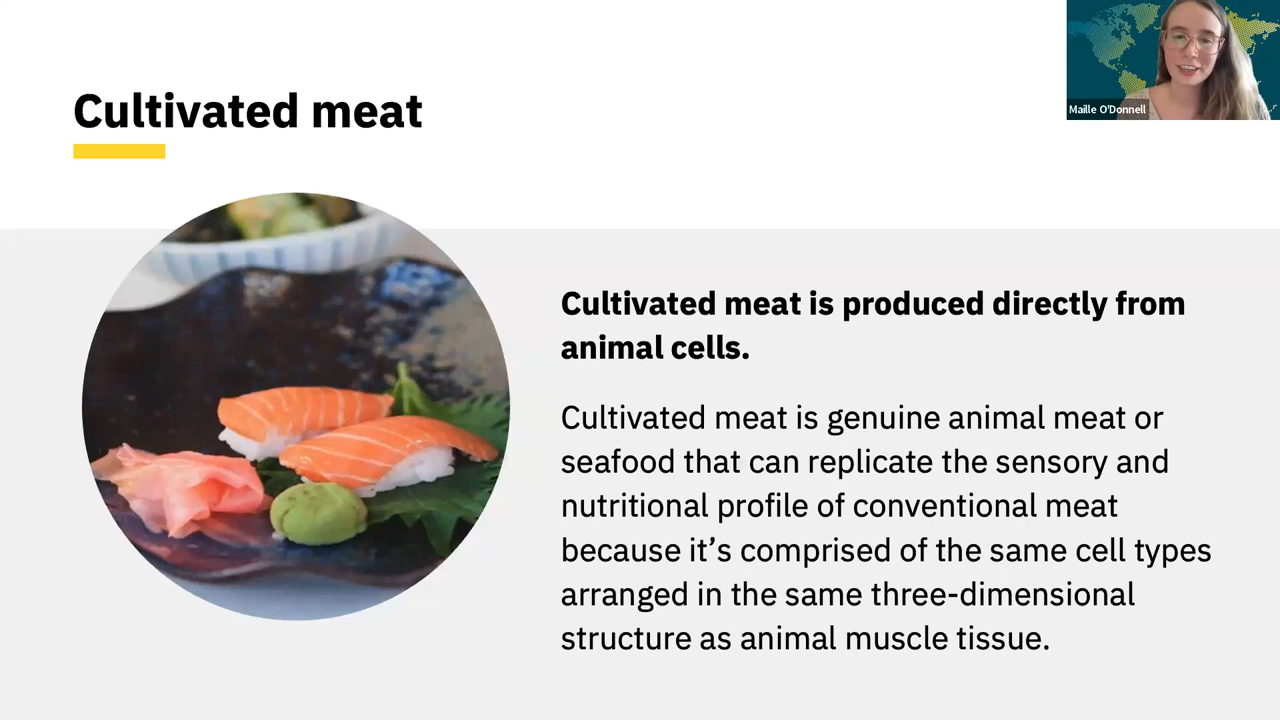 Cultivated meat
Maille O'Donnell
Cultivated meat is produced directly from
animal cells.
Cultivated meat is genuine animal meat or
seafood that can replicate the sensory and
nutritional profile of conventional meat
because it’s comprised of the same cell types
arranged in the same three-dimensional
structure as animal muscle tissue.